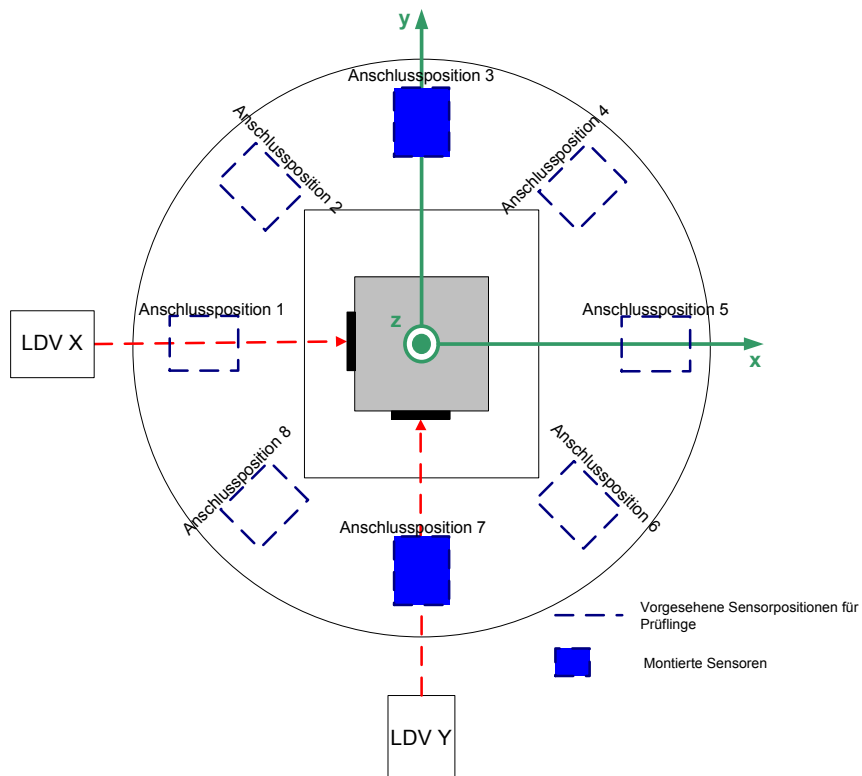 y
Anschlussposition 3
Anschlussposition 2
Anschlussposition 4
Anschlussposition 1
Anschlussposition 5
LDV X
z
x
Anschlussposition 8
Anschlussposition 6
Anschlussposition 7
Vorgesehene Sensorpositionen für
Prüflinge
Montierte Sensoren
LDV Y